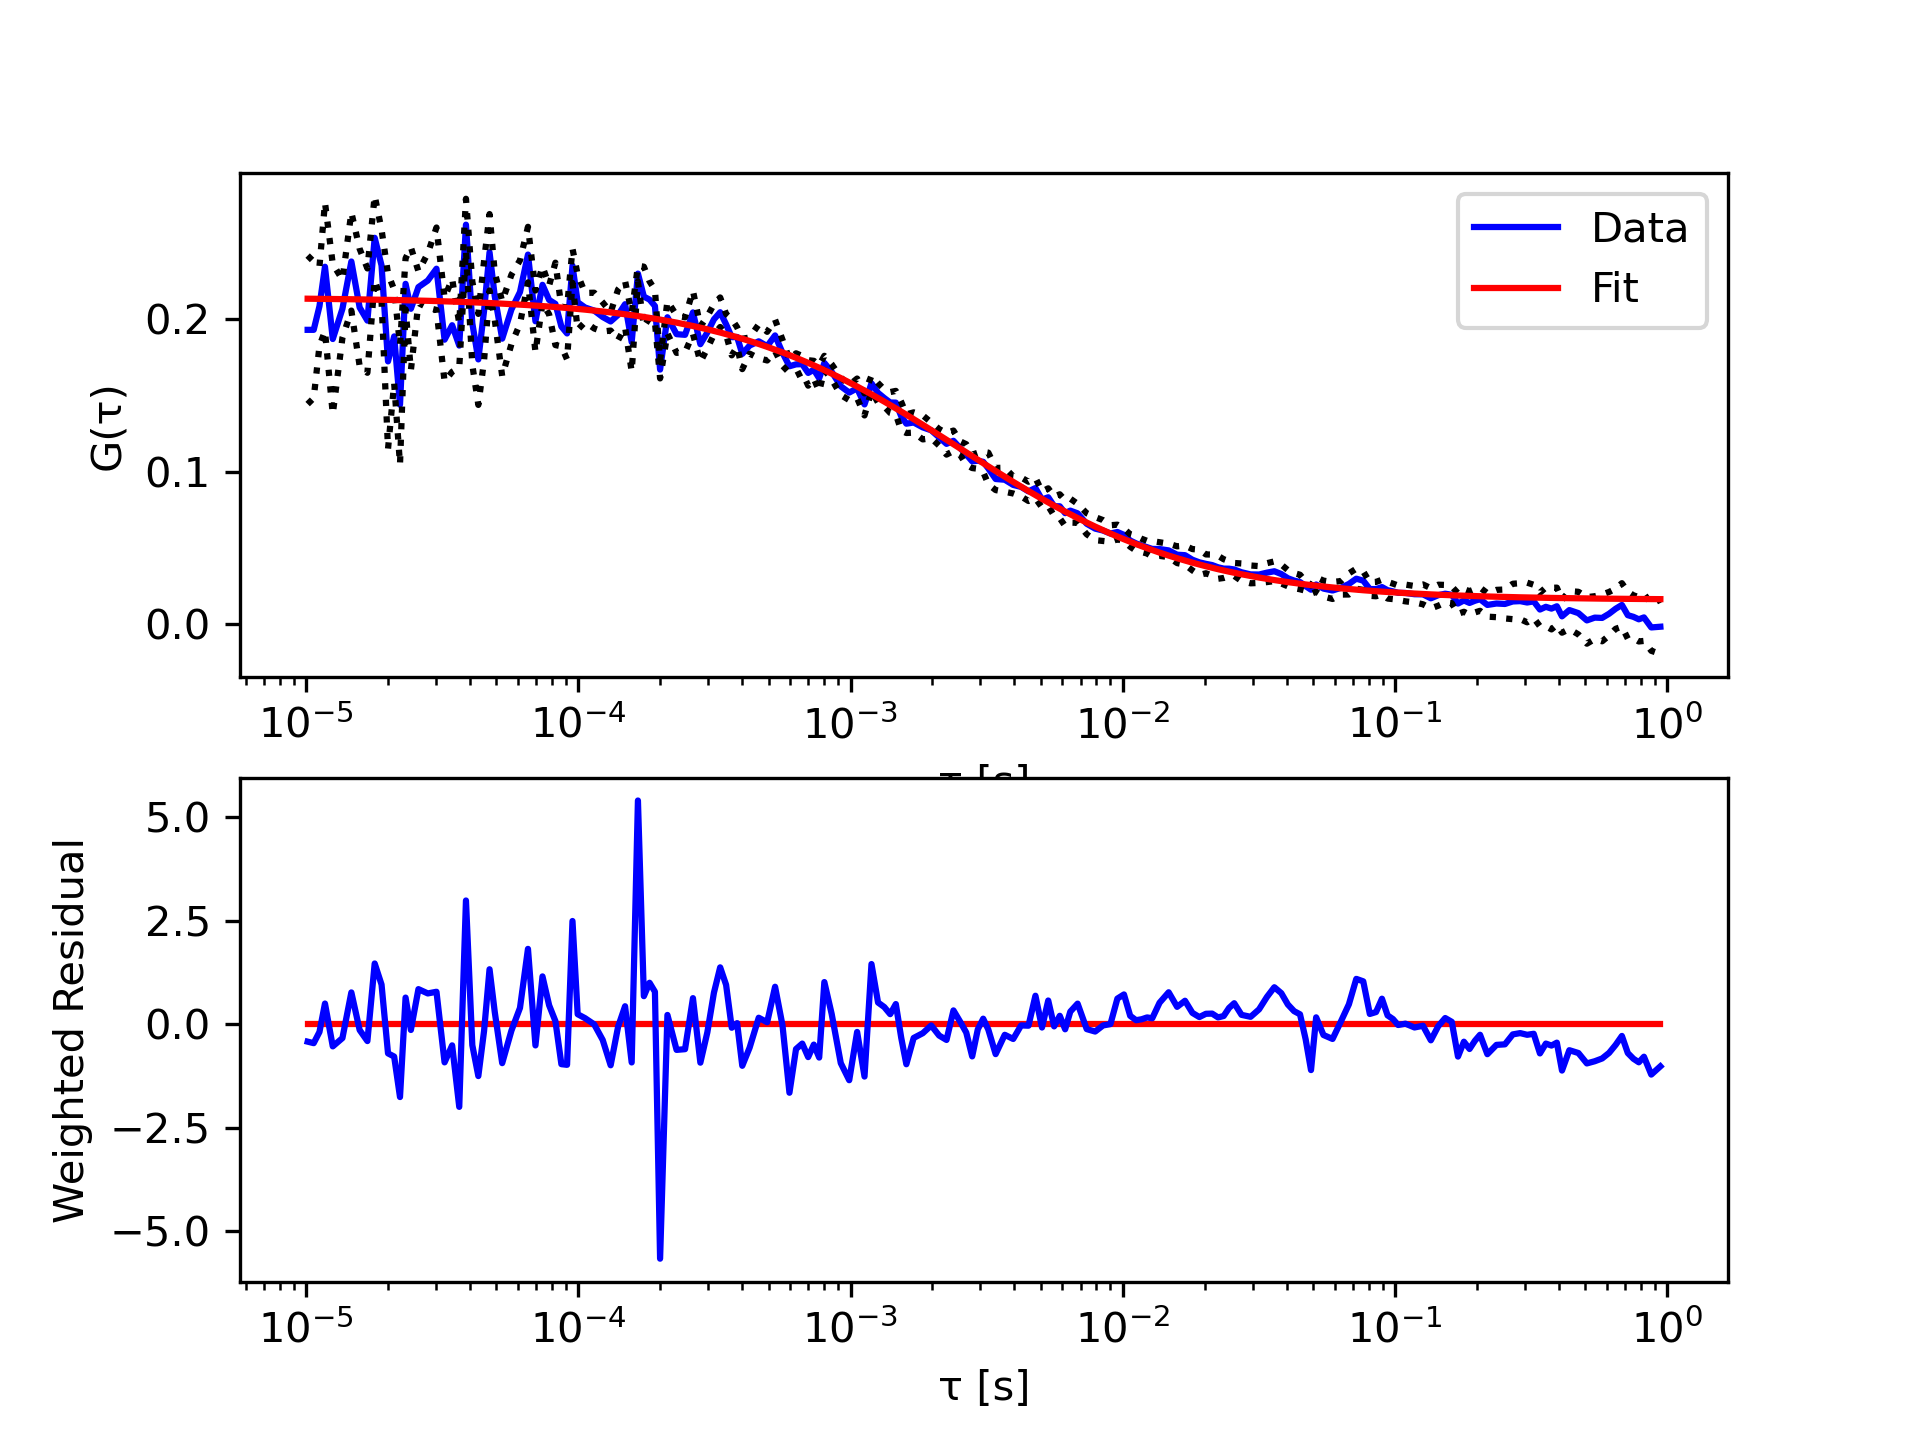 Data
Fit
G(τ)
0.2
0.1
0.0
10⁻⁵ 10⁻⁴ 10⁻³ 10⁻² 10⁻¹ 10⁰
τ [s]
Weighted Residual
5.0
2.5
0.0
−2.5
−5.0
10⁻⁵ 10⁻⁴ 10⁻³ 10⁻² 10⁻¹ 10⁰
τ [s]